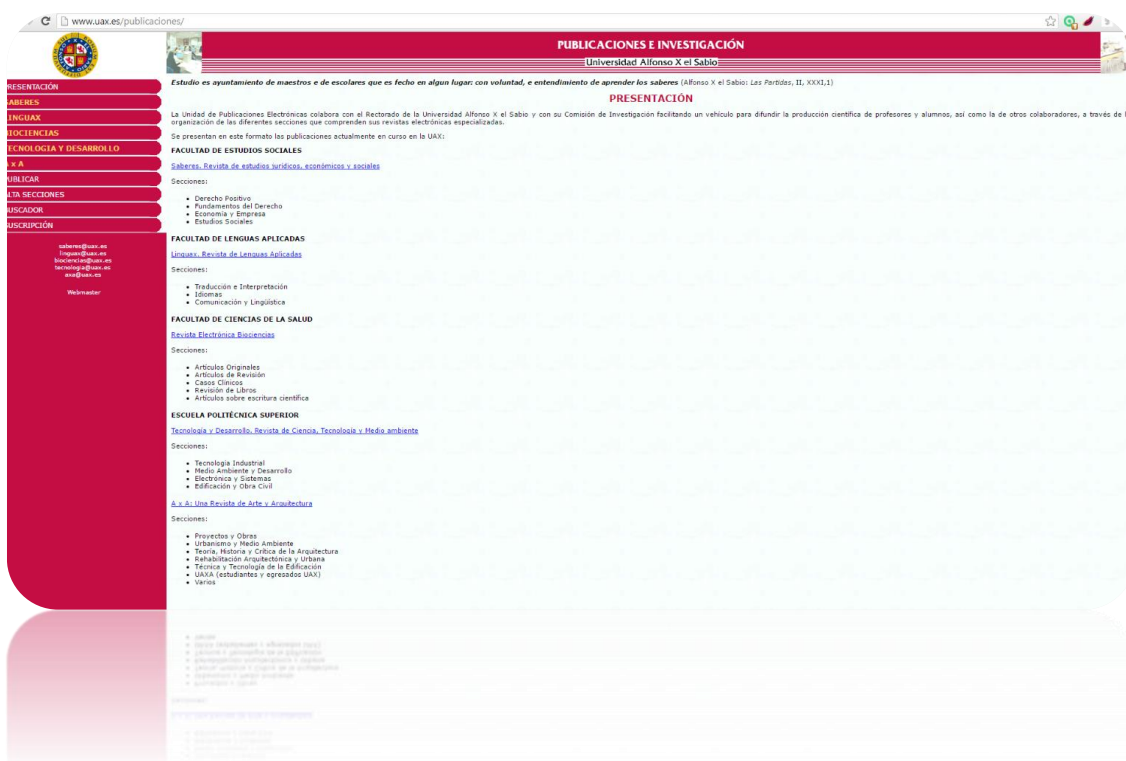 www.uax.es/publicaciones/
PUBLICACIONES E INVESTIGACIÓN
Universidad Alfonso X el Sabio
RESENTACIÓN
ABERES
INGUAX
IOCIENCIAS
ECNOLOGIA Y DESARROLLO
x A
UBLICAR
LTA SECCIONES
USCADOR
USCRIPCIÓN
saberes@uax.es
linguax@uax.es
biociencias@uax.es
tecnologia@uax.es
axa@uax.es
Webmaster
Estudio es ayuntamiento de maestros e de escolares que es fecho en algun lugar: con voluntad, e entendimiento de aprender los saberes (Alfonso X el Sabio: Las Partidas, II, XXXI,1)
PRESENTACIÓN
La Unidad de Publicaciones Electrónicas colabora con el Rectorado de la Universidad Alfonso X el Sabio y con su Comisión de Investigación facilitando un vehículo para difundir la producción científica de profesores y alumnos, así como la de otros colaboradores, a través de l
organización de las diferentes secciones que comprenden sus revistas electrónicas especializadas.
Se presentan en este formato las publicaciones actualmente en curso en la UAX:
FACULTAD DE ESTUDIOS SOCIALES
Saberes. Revista de estudios jurídicos, económicos y sociales
Secciones:
Derecho Positivo
Fundamentos del Derecho
Economía y Empresa
Estudios Sociales
FACULTAD DE LENGUAS APLICADAS
Linguax. Revista de Lenguas Aplicadas
Secciones:
Traducción e Interpretación
Idiomas
Comunicación y Lingüística
FACULTAD DE CIENCIAS DE LA SALUD
Revista Electrónica Biociencias
Secciones:
Artículos Originales
Artículos de Revisión
Casos Clínicos
Revisión de Libros
Artículos sobre escritura científica
ESCUELA POLITÉCNICA SUPERIOR
Tecnología y Desarrollo. Revista de Ciencia, Tecnología y Medio ambiente
Secciones:
Tecnología Industrial
Medio Ambiente y Desarrollo
Electrónica y Sistemas
Edificación y Obra Civil
A x A: Una Revista de Arte y Arquitectura
Secciones:
Proyectos y Obras
Urbanismo y Medio Ambiente
Teoría, Historia y Crítica de la Arquitectura
Rehabilitación Arquitectónica y Urbana
Técnica y Tecnología de la Edificación
UAXA (estudiantes y egresados UAX)
Varios